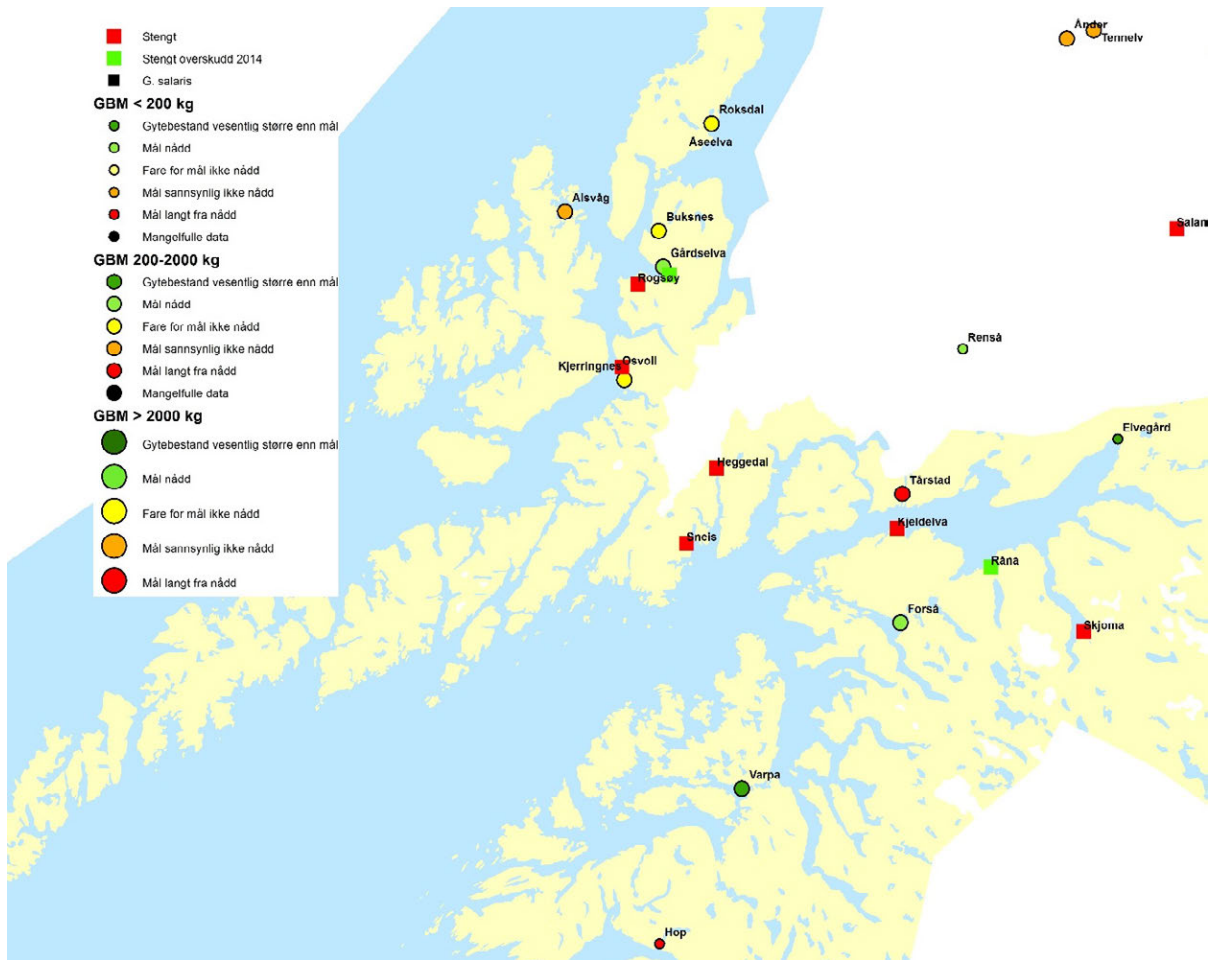 Stengt
Stengt overskudd 2014
G. salaris
GBM < 200 kg
Gytebestand vesentlig større enn mål
Mål nådd
Fare for mål ikke nådd
Mål sannsynlig ikke nådd
Mål langt fra nådd
Mangelfulle data
GBM 200-2000 kg
Gytebestand vesentlig større enn mål
Mål nådd
Fare for mål ikke nådd
Mål sannsynlig ikke nådd
Mål langt fra nådd
Mangelfulle data
GBM > 2000 kg
Gytebestand vesentlig større enn mål
Mål nådd
Fare for mål ikke nådd
Mål sannsynlig ikke nådd
Mål langt fra nådd
Ånder
Tennelv
Roksdal
Åseelva
Alsvåg
Buksnes
Gårdselva
Rogsøy
Salan
Renså
Osvoll
Kjerringnes
Elvegård
Heggedal
Tårstad
Kjeldelva
Sneis
Råna
Forså
Skjoma
Varpa
Hop